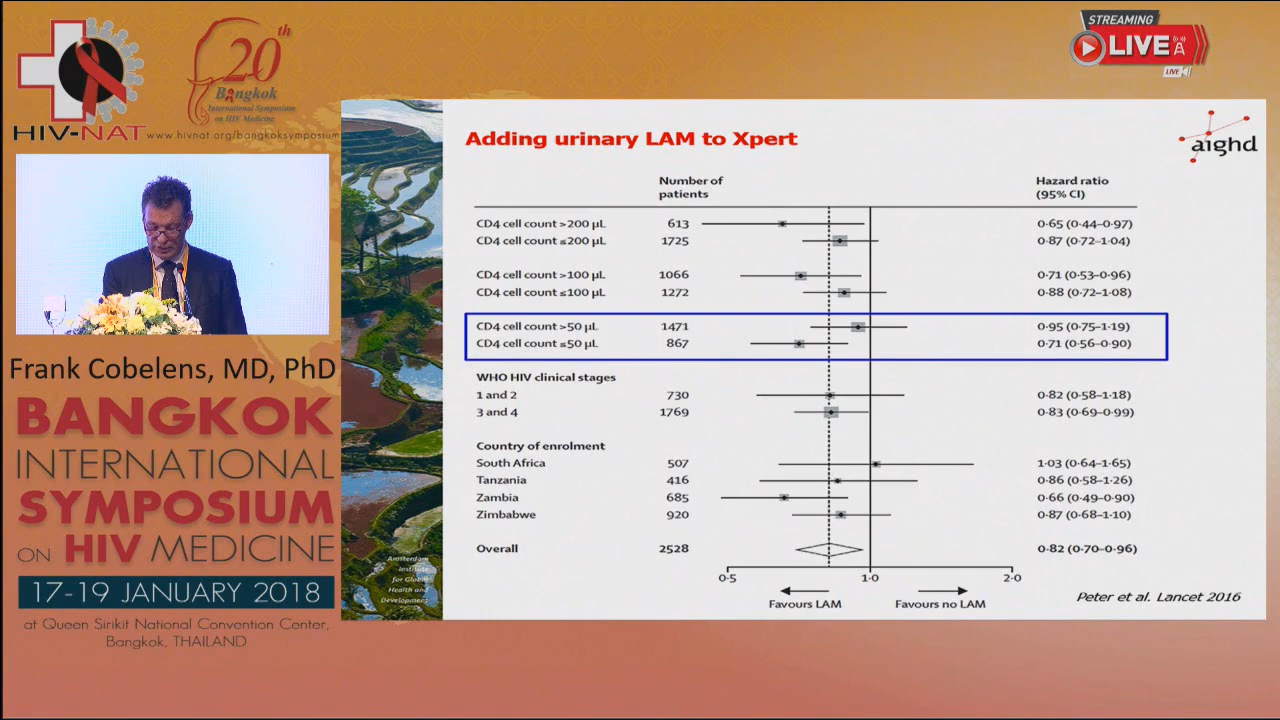 HIV-NAT
20th
Bangkok
International Symposium
on HIV Medicine
www.hivnat.org/bangkoksymposium
STREAMING
LIVE
LIVE
Frank Cobelens, MD, PhD
BANGKOK
INTERNATIONAL
SYMPOSIUM
ON HIV MEDICINE
17-19 JANUARY 2018
at Queen Sirikit National Convention Center,
Bangkok, THAILAND
Amsterdam
Institute
for Global
Health and
Development
Adding urinary LAM to Xpert
aighd
Number of
patients
Hazard ratio
(95% CI)
CD4 cell count >200 μL 613 0·65 (0·44–0·97)
CD4 cell count ≤200 μL 1725 0·87 (0·72–1·04)
CD4 cell count >100 μL 1066 0·71 (0·53–0·96)
CD4 cell count ≤100 μL 1272 0·88 (0·72–1·08)
CD4 cell count >50 μL 1471 0·95 (0·75–1·19)
CD4 cell count ≤50 μL 867 0·71 (0·56–0·90)
WHO HIV clinical stages
1 and 2 730 0·82 (0·58–1·18)
3 and 4 1769 0·83 (0·69–0·99)
Country of enrolment
South Africa 507 1·03 (0·64–1·65)
Tanzania 416 0·86 (0·58–1·26)
Zambia 685 0·66 (0·49–0·90)
Zimbabwe 920 0·87 (0·68–1·10)
Overall 2528 0·82 (0·70–0·96)
0·5 1·0 2·0
Favours LAM Favours no LAM
Peter et al. Lancet 2016